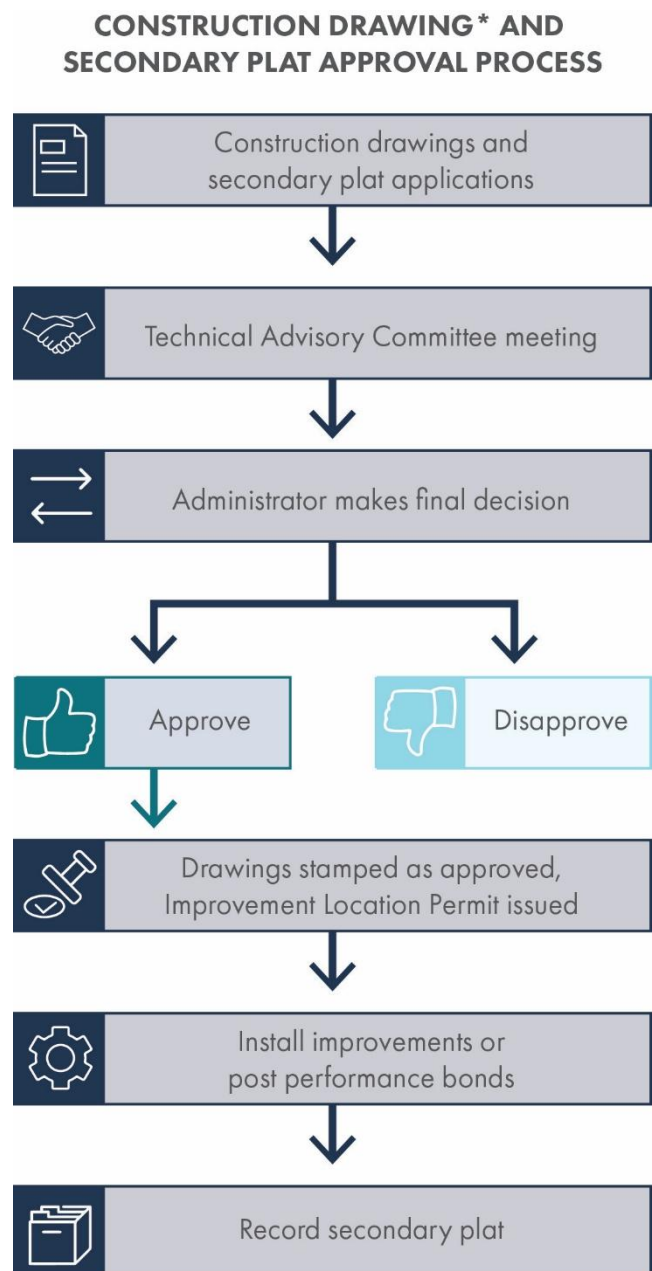 CONSTRUCTION DRAWING* AND
SECONDARY PLAT APPROVAL PROCESS
Construction drawings and
secondary plat applications
Technical Advisory Committee meeting
Administrator makes final decision
Approve
Disapprove
Drawings stamped as approved,
Improvement Location Permit issued
Install improvements or
post performance bonds
Record secondary plat